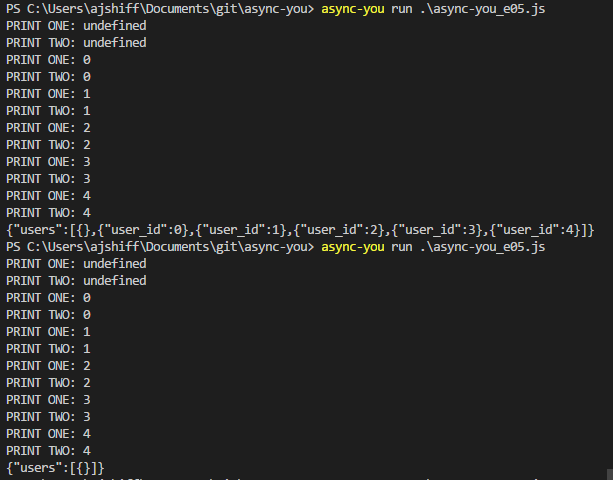 PS C:\Users\ajshiff\Documents\git\async-you> async-you run .\async-you_e05.js
PRINT ONE: undefined
PRINT TWO: undefined
PRINT ONE: 0
PRINT TWO: 0
PRINT ONE: 1
PRINT TWO: 1
PRINT ONE: 2
PRINT TWO: 2
PRINT ONE: 3
PRINT TWO: 3
PRINT ONE: 4
PRINT TWO: 4
{"users":[{},{"user_id":0},{"user_id":1},{"user_id":2},{"user_id":3},{"user_id":4}]}
PS C:\Users\ajshiff\Documents\git\async-you> async-you run .\async-you_e05.js
PRINT ONE: undefined
PRINT TWO: undefined
PRINT ONE: 0
PRINT TWO: 0
PRINT ONE: 1
PRINT TWO: 1
PRINT ONE: 2
PRINT TWO: 2
PRINT ONE: 3
PRINT TWO: 3
PRINT ONE: 4
PRINT TWO: 4
{"users":[{}]}